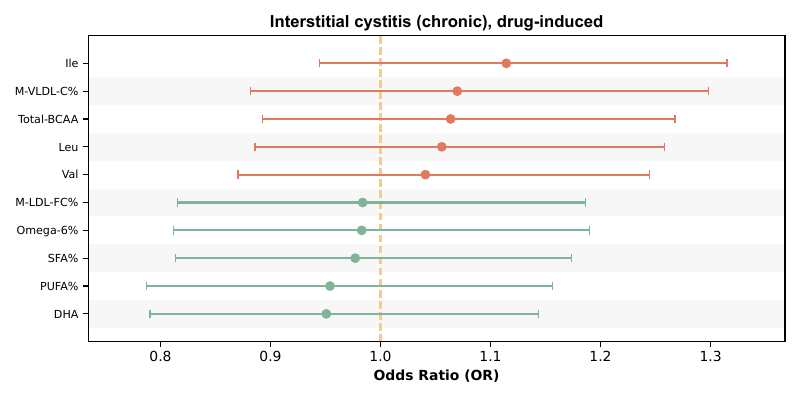 Interstitial cystitis (chronic), drug-induced
Ile
M-VLDL-C%
Total-BCAA
Leu
Val
M-LDL-FC%
Omega-6%
SFA%
PUFA%
DHA
0.8 0.9 1.0 1.1 1.2 1.3
Odds Ratio (OR)